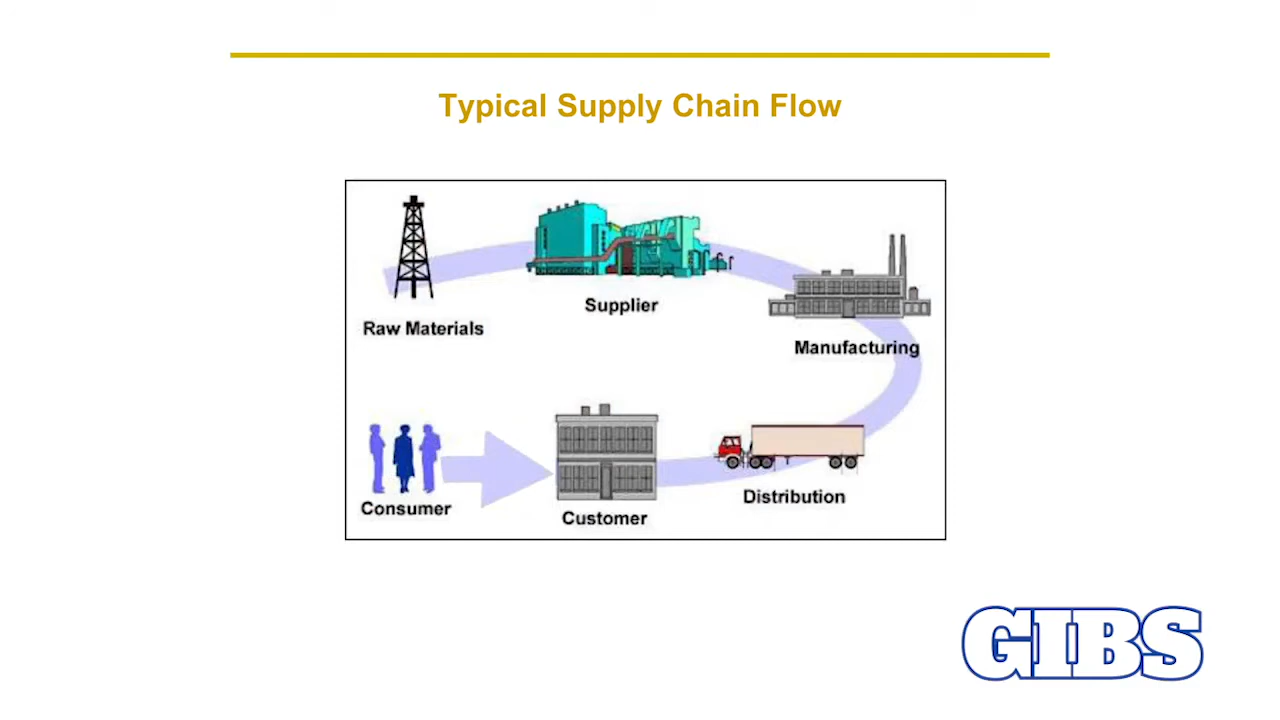 Typical Supply Chain Flow
Raw Materials
Supplier
Manufacturing
Consumer
Customer
Distribution
GIBS